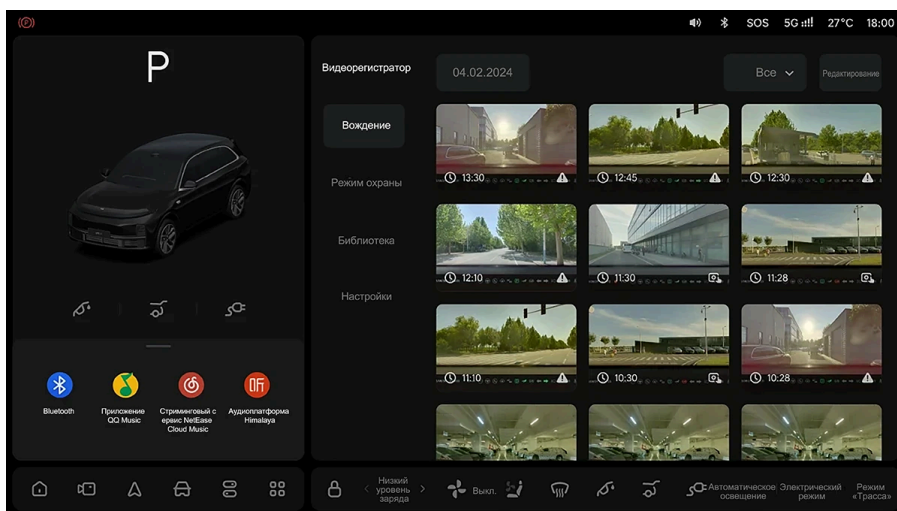 SOS
5G
27°C
18:00
P
Видеорегистратор
04.02.2024
Все
Редактирование
Вождение
Режим охраны
Библиотека
Настройки
13:30
12:45
12:30
12:10
11:30
11:28
11:10
10:30
10:28
Bluetooth
Приложение
QQ Music
Стриминговый с
ервис NetEase
Cloud Music
Аудиоплатформа
Himalaya
Низкий
уровень
заряда
Выкл.
Автоматическое
освещение
Электрический
режим
Режим
«Трасса»